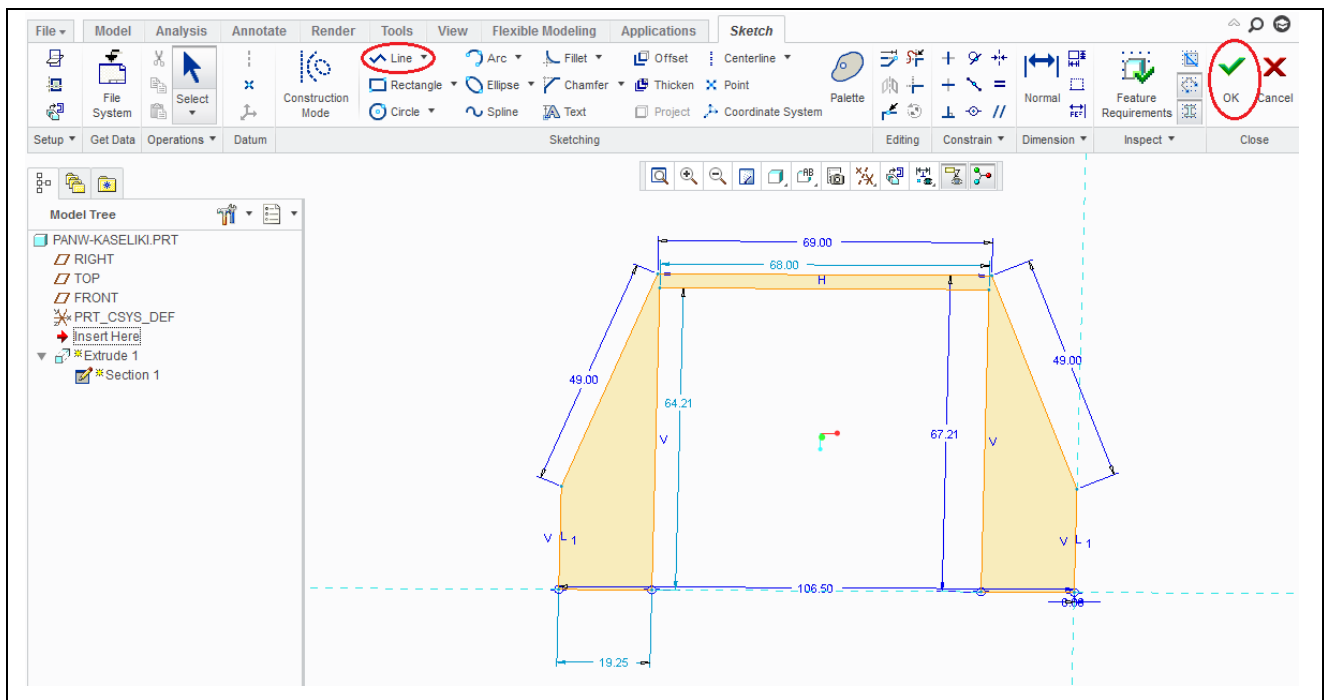 File Model Analysis Annotate Render Tools View Flexible Modeling Applications Sketch
Line Arc Fillet Offset Centerline
Rectangle Ellipse Chamfer Thicken Point
Circle Spline Text Project Coordinate System
File System
Select
Construction Mode
Palette
Normal
Feature Requirements
OK Cancel
Setup Get Data Operations Datum Sketching Editing Constrain Dimension Inspect Close
Model Tree
PANW-KASELIKI.PRT
RIGHT
TOP
FRONT
PRT_CSYS_DEF
Insert Here
Extrude 1
Section 1
69.00
68.00
H
49.00
49.00
64.21
67.21
V
V
V L 1
V L 1
106.50
19.25